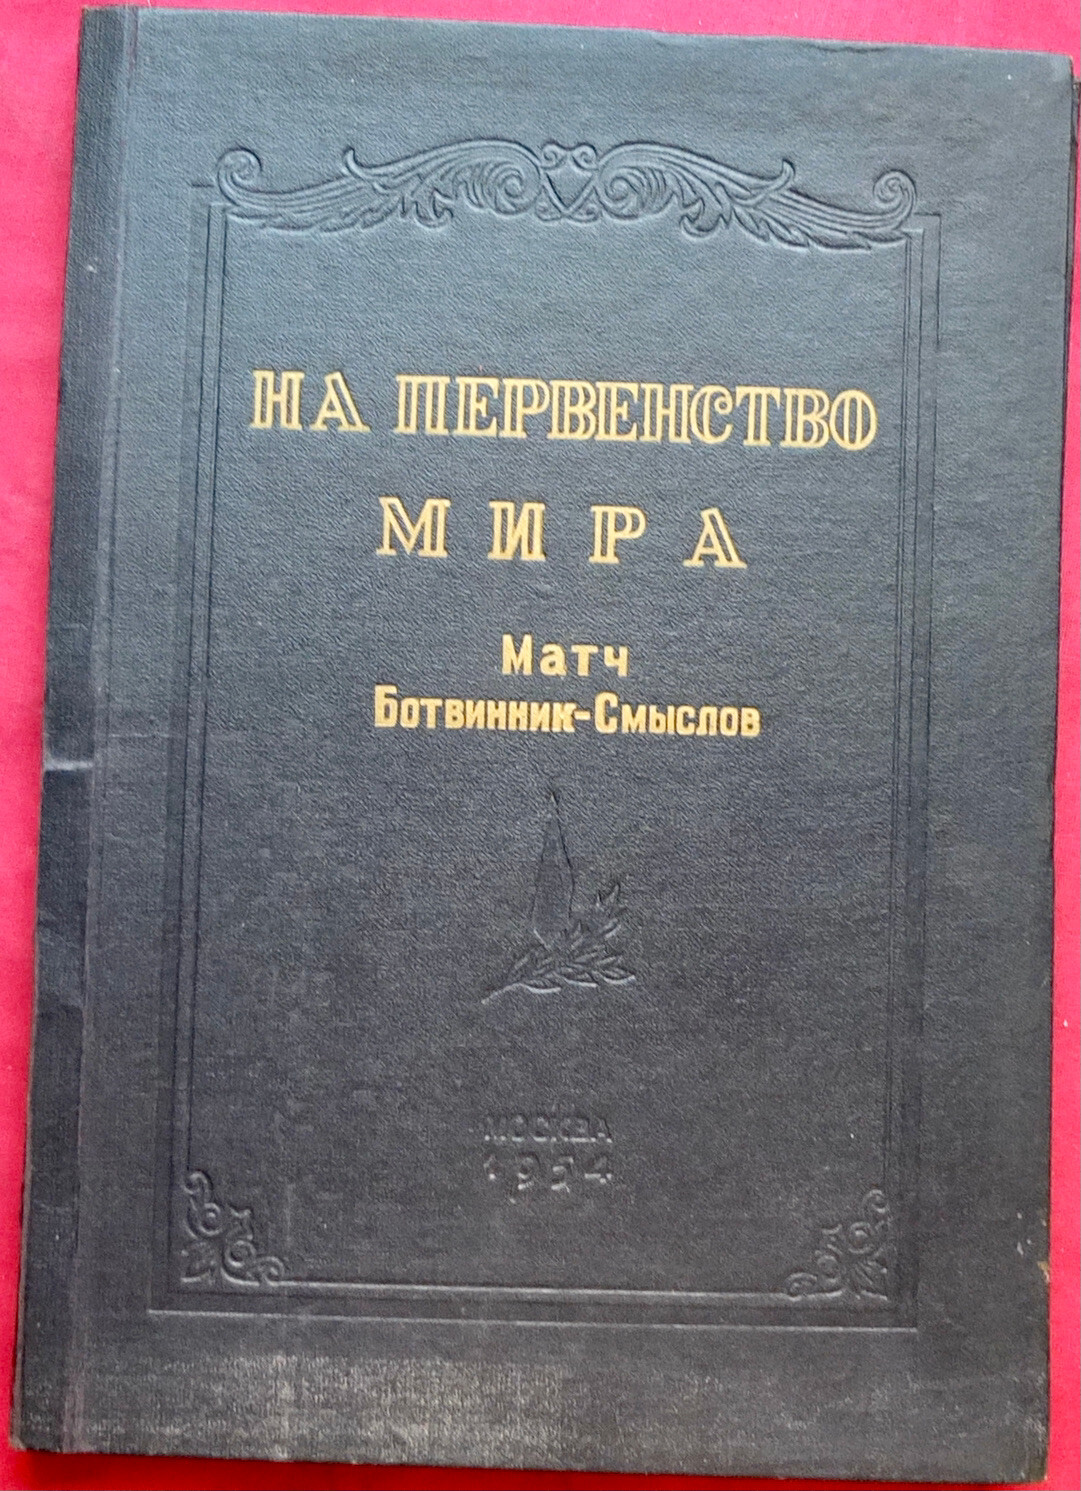 НА ПЕРВЕНСТВО
МИРА
Матч
Ботвинник-Смыслов
МОСКВА
1954